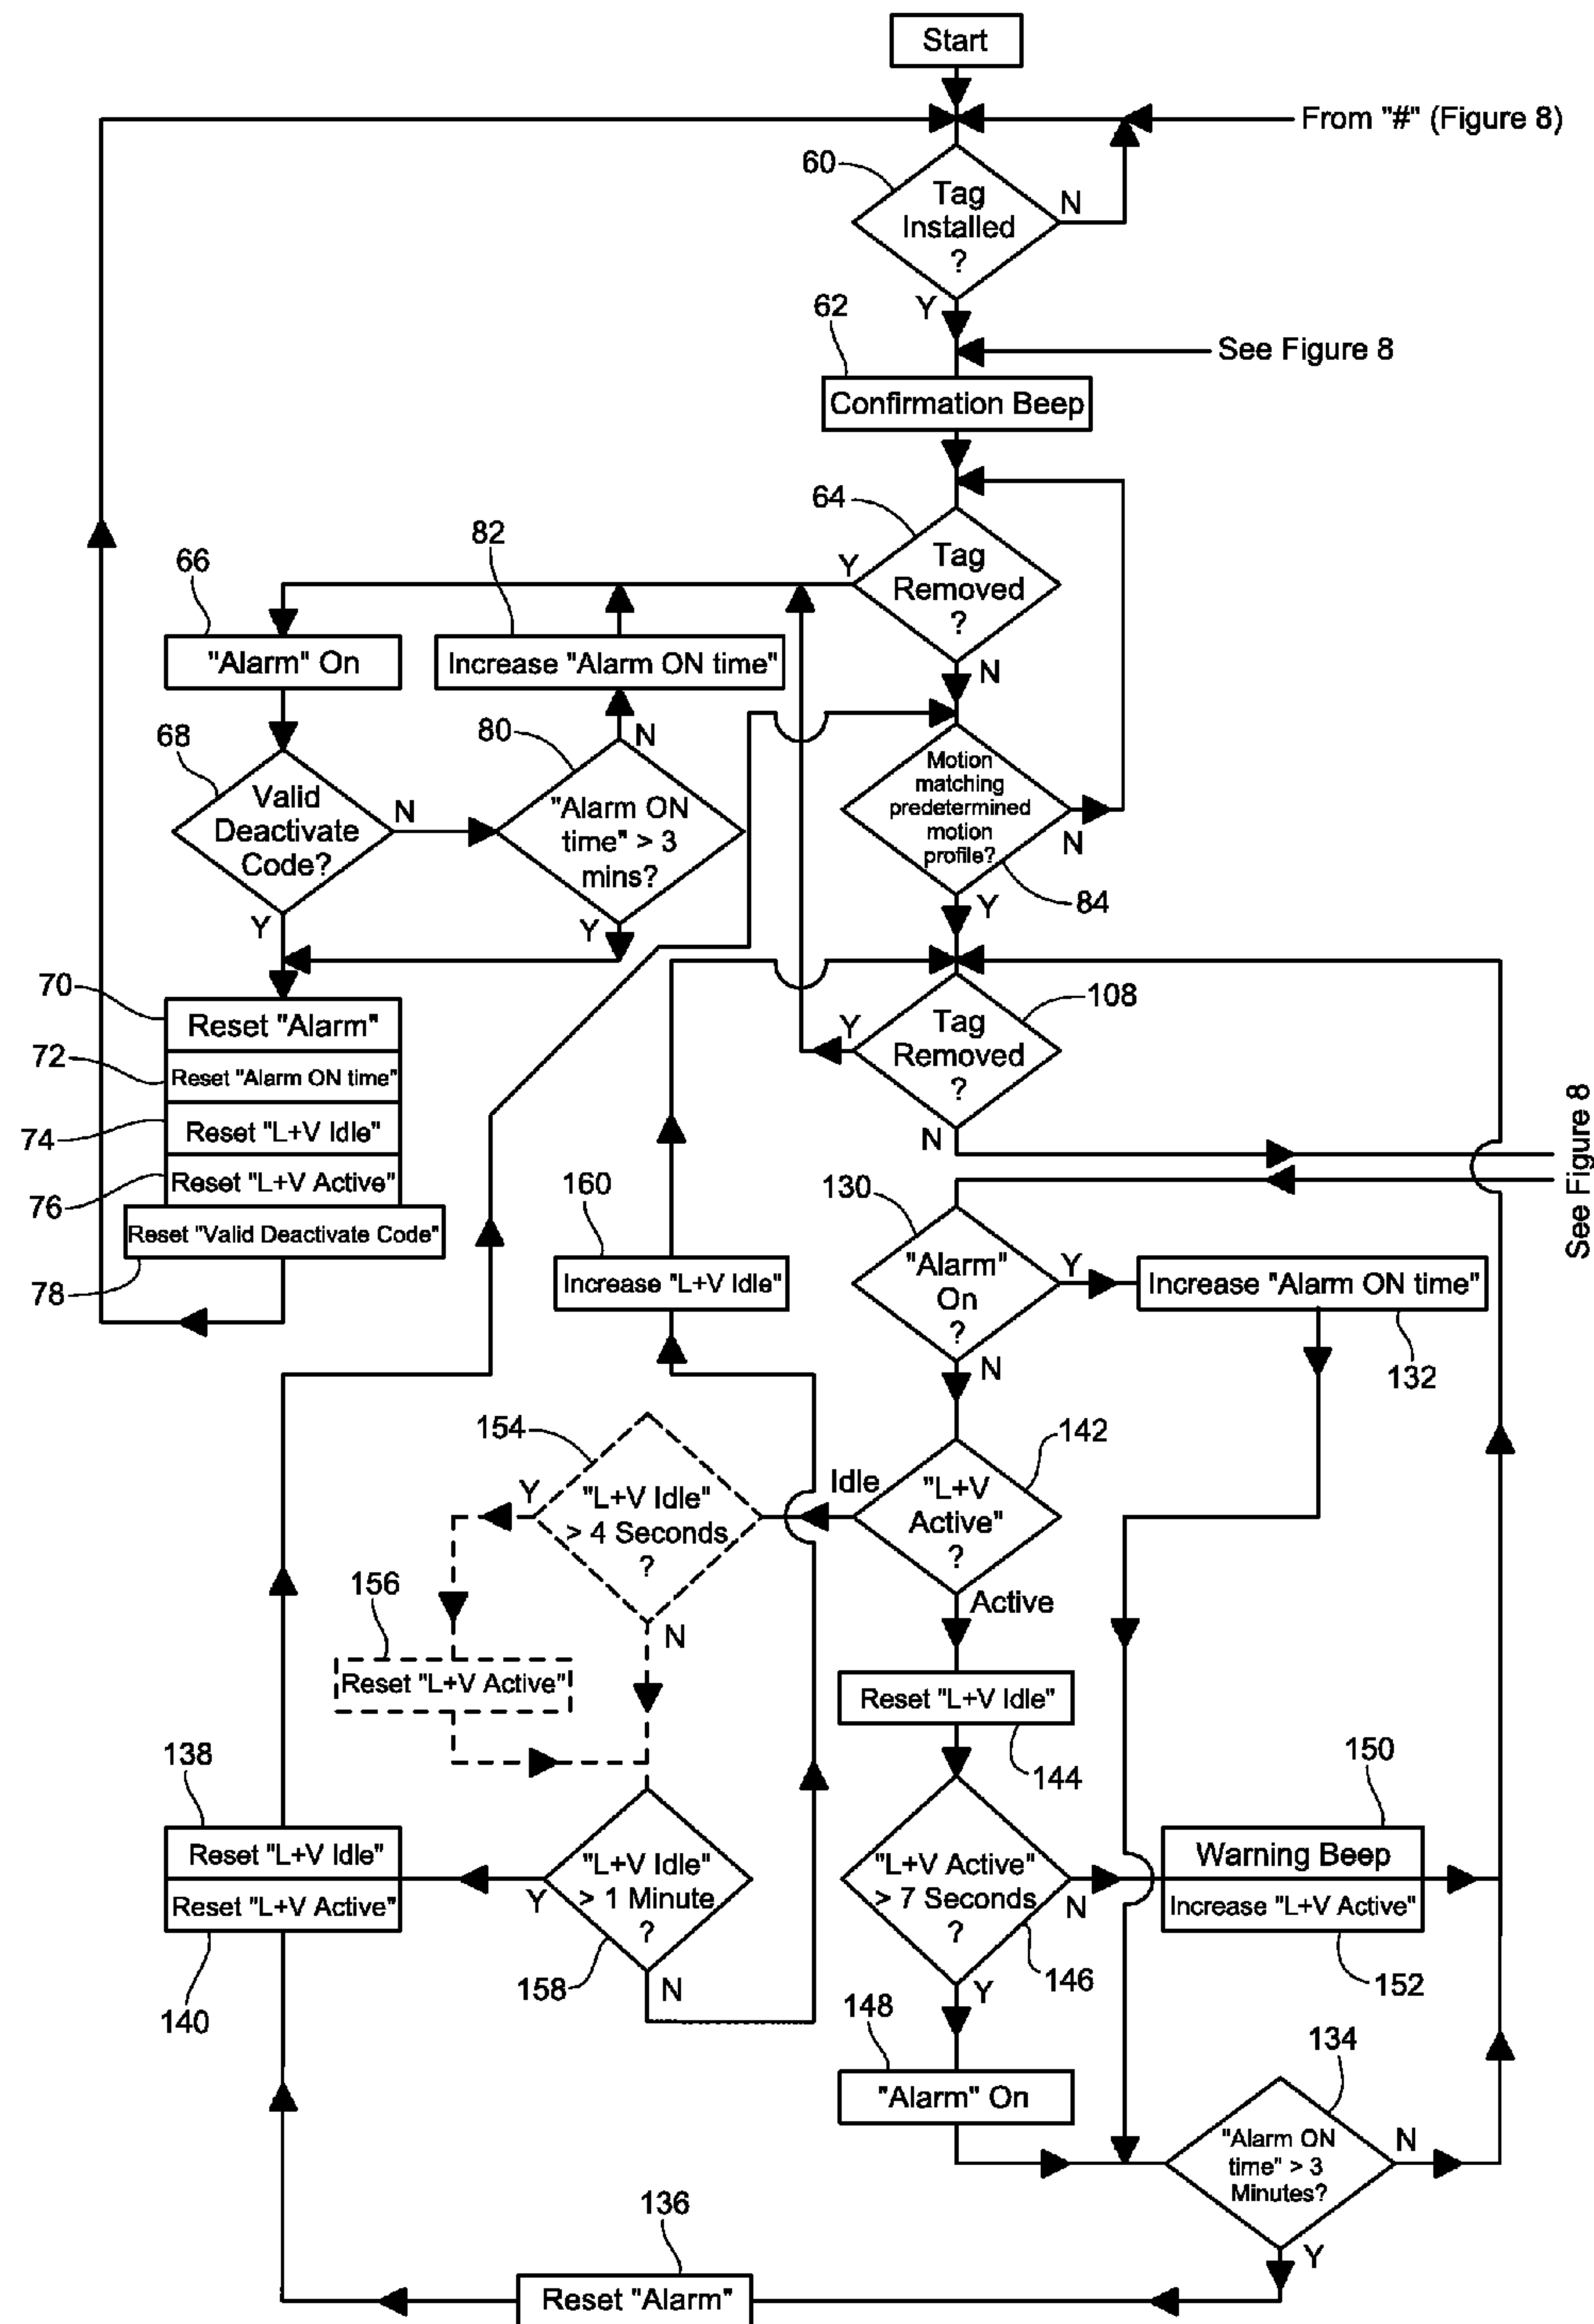 Start
From "#" (Figure 8)
60
Tag
Installed
?
N
Y
62
See Figure 8
Confirmation Beep
64
Tag
Removed
?
Y
N
82
66
"Alarm" On
Increase "Alarm ON time"
68
Valid
Deactivate
Code?
N
Y
80
"Alarm ON
time" > 3
mins?
N
Y
Motion
matching
predetermined
motion
profile?
N
Y
84
70
Reset "Alarm"
72
Reset "Alarm ON time"
74
Reset "L+V Idle"
76
Reset "L+V Active"
Reset "Valid Deactivate Code"
78
108
Tag
Removed
?
Y
N
See Figure 8
160
Increase "L+V Idle"
130
"Alarm"
On
?
Y
N
Increase "Alarm ON time"
132
154
"L+V Idle"
> 4 Seconds
?
Y
N
Idle
142
"L+V
Active"
?
Active
156
Reset "L+V Active"
Reset "L+V Idle"
144
138
Reset "L+V Idle"
Reset "L+V Active"
140
"L+V Idle"
> 1 Minute
?
Y
N
158
"L+V Active"
> 7 Seconds
?
N
Y
146
150
Warning Beep
Increase "L+V Active"
152
148
"Alarm" On
134
"Alarm ON
time" > 3
Minutes?
N
Y
136
Reset "Alarm"